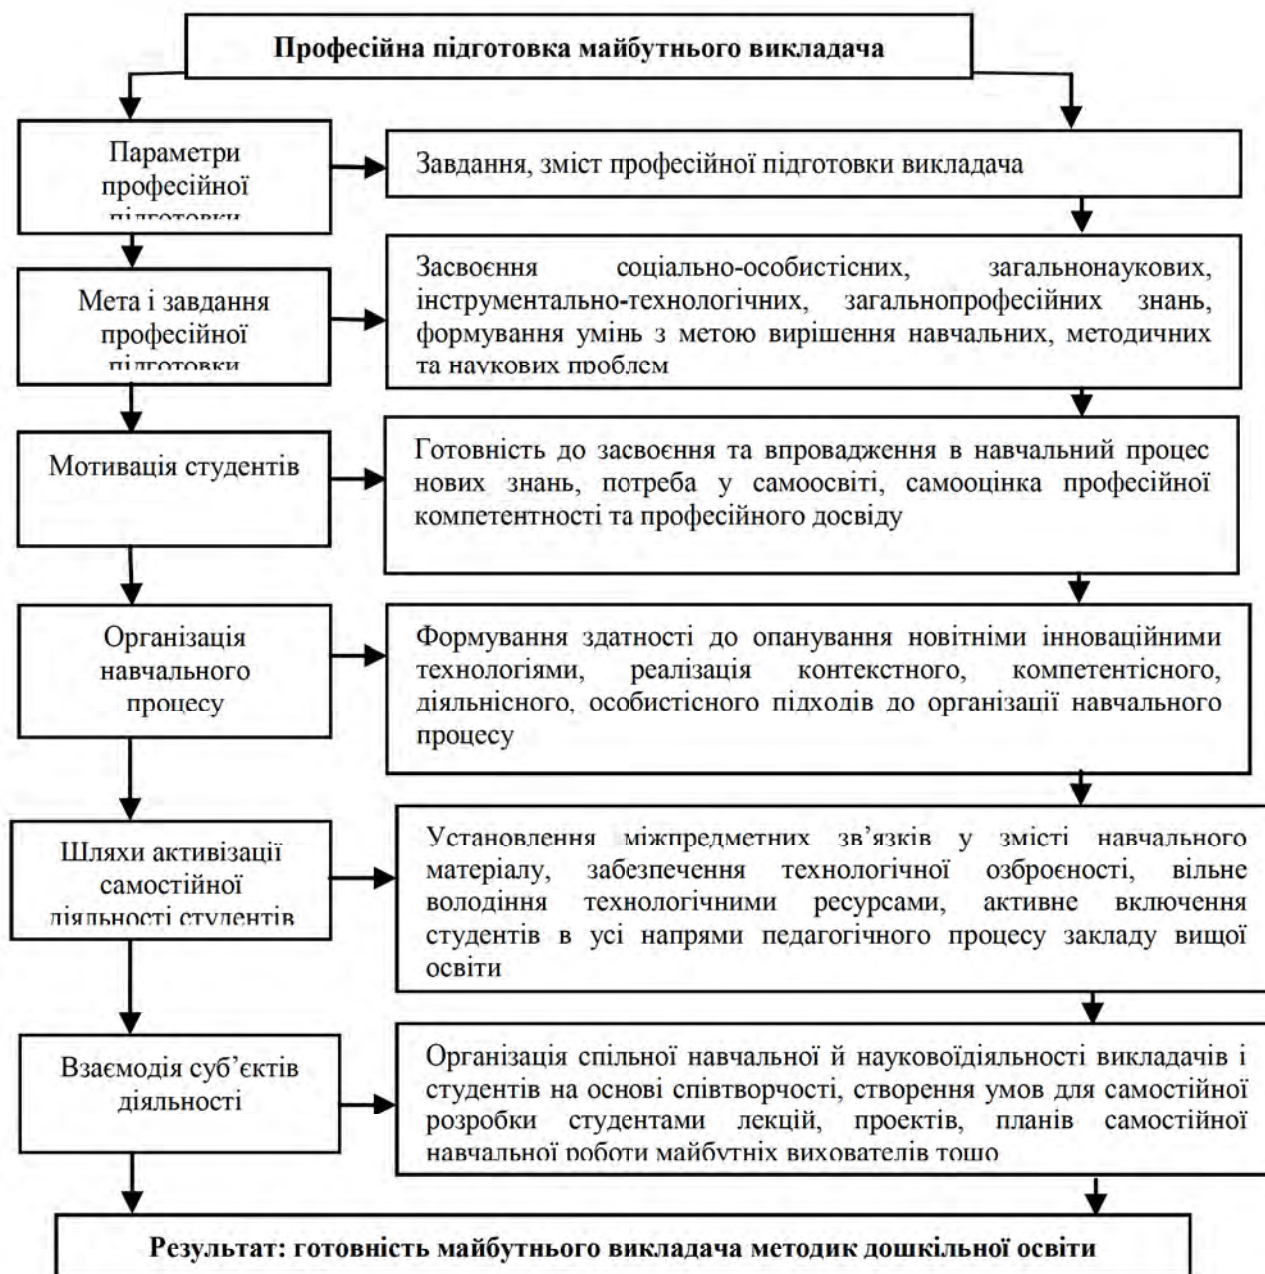 Професійна підготовка майбутнього викладача
Параметри
професійної
підготовки
Завдання, зміст професійної підготовки викладача
Мета і завдання
професійної
підготовки
Засвоєння соціально-особистісних, загальнонаукових,
інструментально-технологічних, загальнопрофесійних знань,
формування умінь з метою вирішення навчальних, методичних
та наукових проблем
Мотивація студентів
Готовність до засвоєння та впровадження в навчальний процес
нових знань, потреба у самоосвіті, самооцінка професійної
компетентності та професійного досвіду
Організація
навчального
процесу
Формування здатності до опанування новітніми інноваційними
технологіями, реалізація контекстного, компетентісного,
діяльнісного, особистісного підходів до організації навчального
процесу
Шляхи активізації
самостійної
діяльності студентів
Установлення міжпредметних зв’язків у змісті навчального
матеріалу, забезпечення технологічної озброєності, вільне
володіння технологічними ресурсами, активне включення
студентів в усі напрями педагогічного процесу закладу вищої
освіти
Взаємодія суб’єктів
діяльності
Організація спільної навчальної й науковоїдіяльності викладачів і
студентів на основі співтворчості, створення умов для самостійної
розробки студентами лекцій, проектів, планів самостійної
навчальної роботи майбутніх вихователів тощо
Результат: готовність майбутнього викладача методик дошкільної освіти